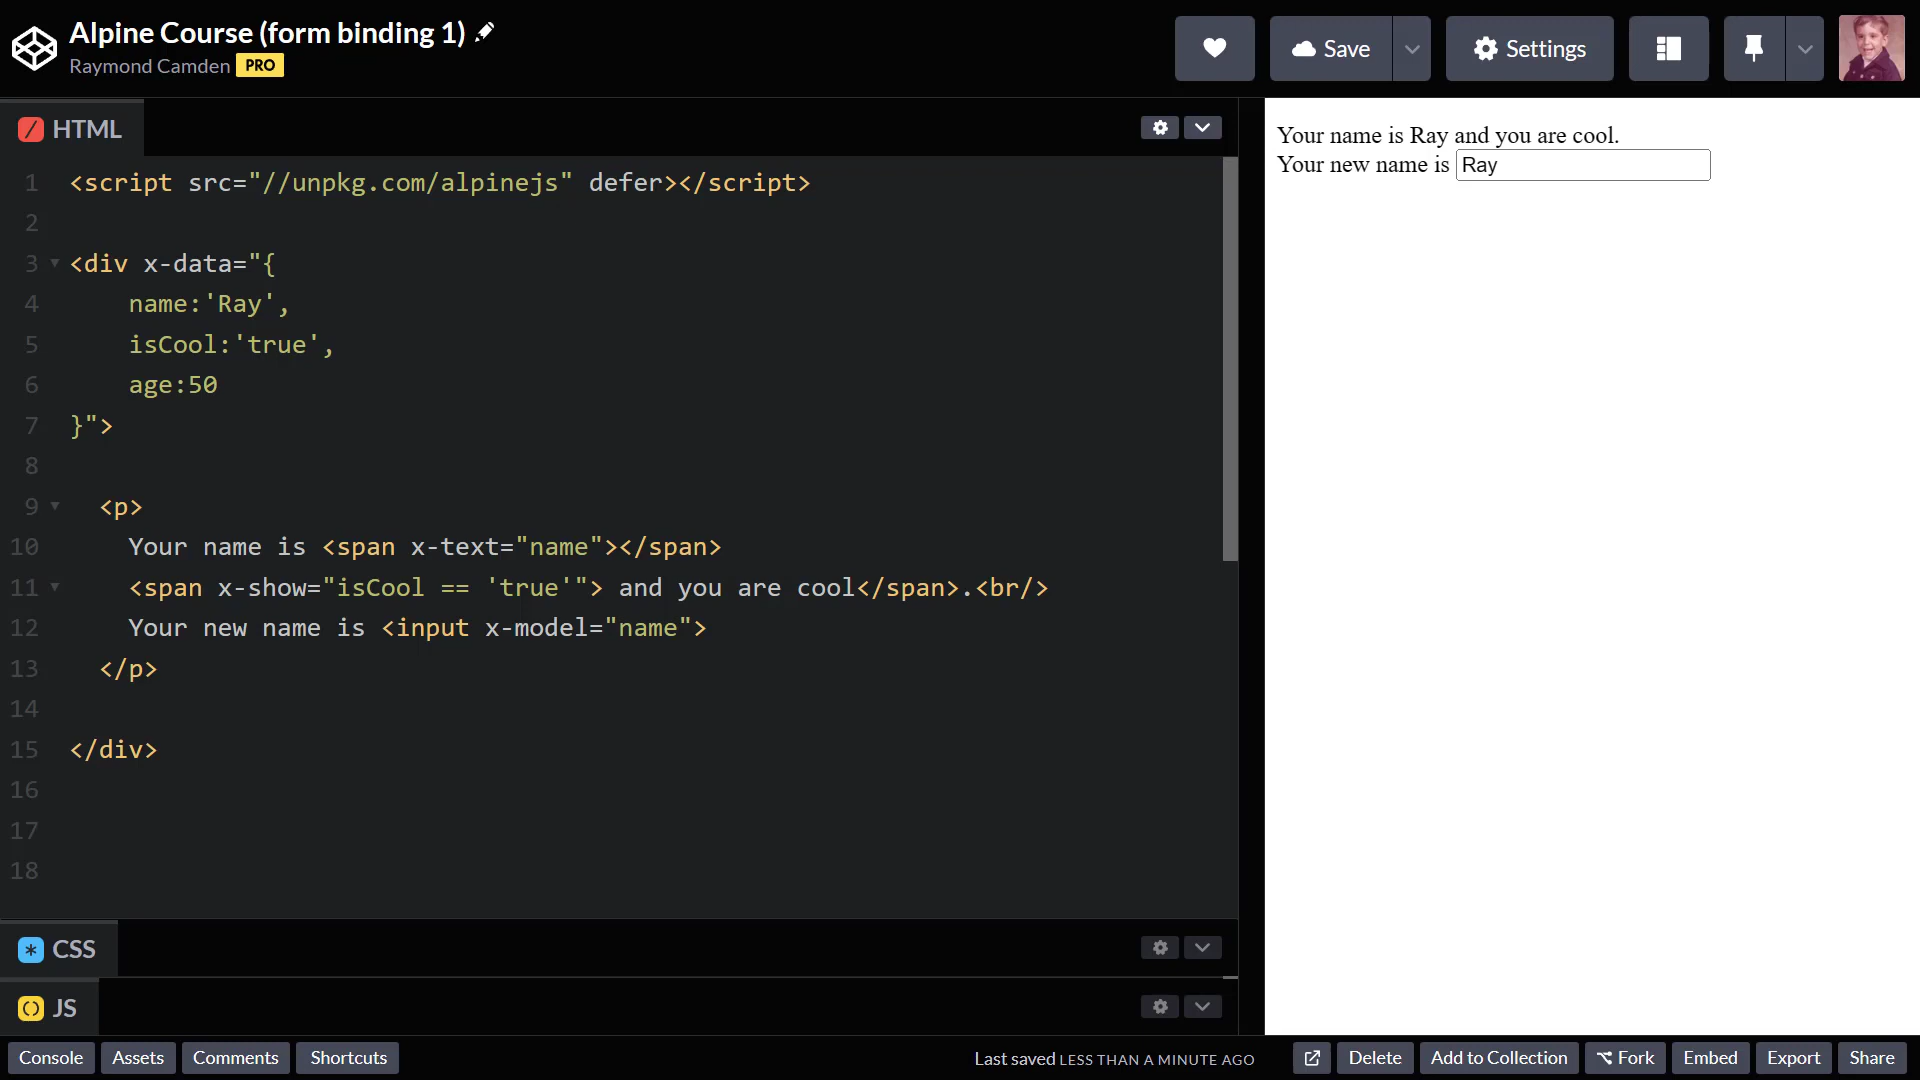 Alpine Course (form binding 1)
Raymond Camden PRO
Save
Settings
HTML
1 <script src="//unpkg.com/alpinejs" defer></script>
2
3 <div x-data="{
4 name:'Ray',
5 isCool:'true',
6 age:50
7 }">
8
9 <p>
10 Your name is <span x-text="name"></span>
11 <span x-show="isCool == 'true'"> and you are cool</span>.<br/>
12 Your new name is <input x-model="name">
13 </p>
14
15 </div>
16
17
18
CSS
JS
Your name is Ray and you are cool.
Your new name is Ray
Console Assets Comments Shortcuts Last saved LESS THAN A MINUTE AGO Delete Add to Collection Fork Embed Export Share